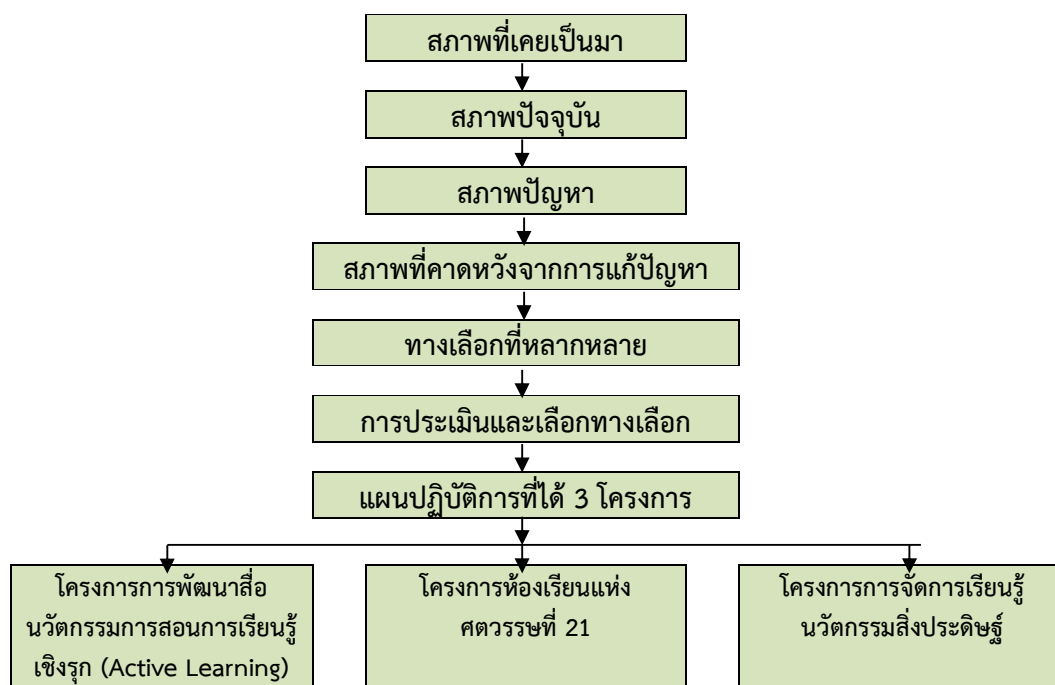 สภาพที่เคยเป็นมา
สภาพปัจจุบัน
สภาพปัญหา
สภาพที่คาดหวังจากการแก้ปัญหา
ทางเลือกที่หลากหลาย
การประเมินและเลือกทางเลือก
แผนปฏิบัติการที่ได้ 3 โครงการ
โครงการการพัฒนาสื่อ
นวัตกรรมการสอนการเรียนรู้
เชิงรุก (Active Learning)
โครงการห้องเรียนแห่ง
ศตวรรษที่ 21
โครงการการจัดการเรียนรู้
นวัตกรรมสิ่งประดิษฐ์